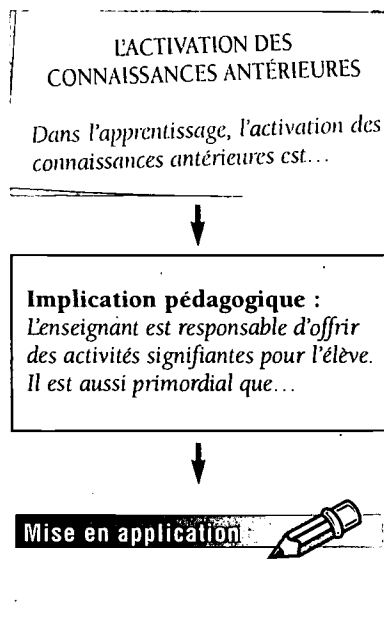 L'ACTIVATION DES
CONNAISSANCES ANTÉRIEURES
Dans l'apprentissage, l'activation des
connaissances antérieures est...
Implication pédagogique :
L'enseignant est responsable d'offrir
des activités signifiantes pour l'élève.
Il est aussi primordial que...
Mise en application